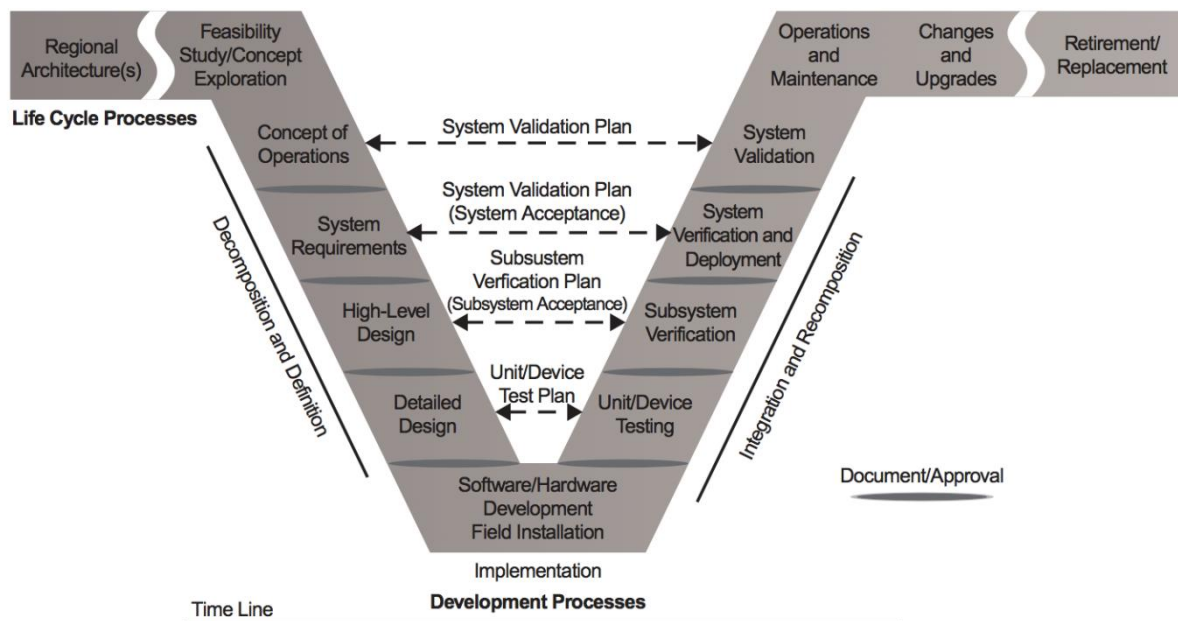 Regional
Architecture(s)
Feasibility
Study/Concept
Exploration
Operations
and
Maintenance
Changes
and
Upgrades
Retirement/
Replacement
Life Cycle Processes
Concept of
Operations
System Validation Plan
System
Validation
System
Requirements
System Validation Plan
(System Acceptance)
System
Verification and
Deployment
High-Level
Design
Subsustem
Verfication Plan
(Subsystem Acceptance)
Subsystem
Verification
Detailed
Design
Unit/Device
Test Plan
Unit/Device
Testing
Decomposition and Definition
Integration and Recomposition
Software/Hardware
Development
Field Installation
Document/Approval
Implementation
Development Processes
Time Line